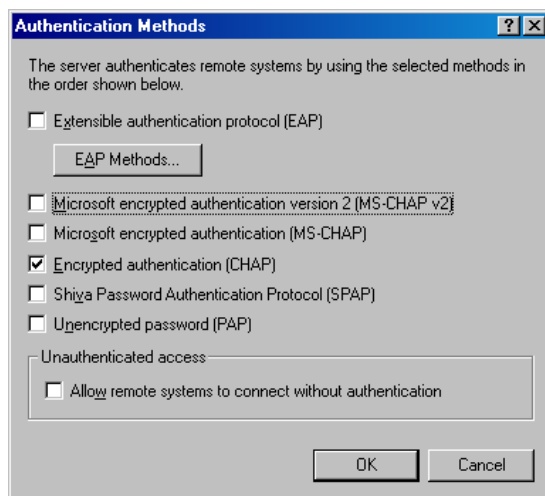 Authentication Methods
The server authenticates remote systems by using the selected methods in
the order shown below.
Extensible authentication protocol (EAP)
EAP Methods...
Microsoft encrypted authentication version 2 (MS-CHAP v2)
Microsoft encrypted authentication (MS-CHAP)
Encrypted authentication (CHAP)
Shiva Password Authentication Protocol (SPAP)
Unencrypted password (PAP)
Unauthenticated access
Allow remote systems to connect without authentication
OK Cancel